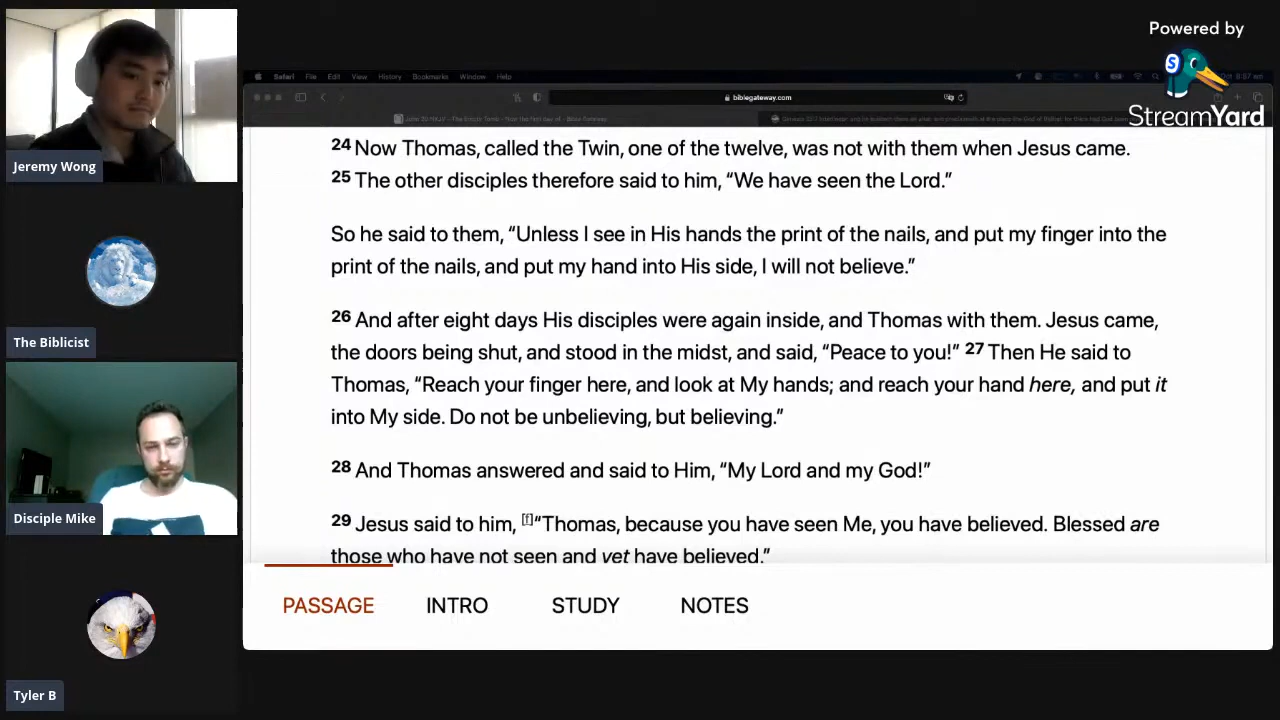 Powered by
StreamYard
Safari File Edit View History Bookmarks Window Help
biblegateway.com
24 Now Thomas, called the Twin, one of the twelve, was not with them when Jesus came.
25 The other disciples therefore said to him, “We have seen the Lord.”
So he said to them, “Unless I see in His hands the print of the nails, and put my finger into the
print of the nails, and put my hand into His side, I will not believe.”
26 And after eight days His disciples were again inside, and Thomas with them. Jesus came,
the doors being shut, and stood in the midst, and said, “Peace to you!” 27 Then He said to
Thomas, “Reach your finger here, and look at My hands; and reach your hand here, and put it
into My side. Do not be unbelieving, but believing.”
28 And Thomas answered and said to Him, “My Lord and my God!”
29 Jesus said to him, [f]“Thomas, because you have seen Me, you have believed. Blessed are
those who have not seen and yet have believed.”
PASSAGE INTRO STUDY NOTES
Jeremy Wong
The Biblicist
Disciple Mike
Tyler B